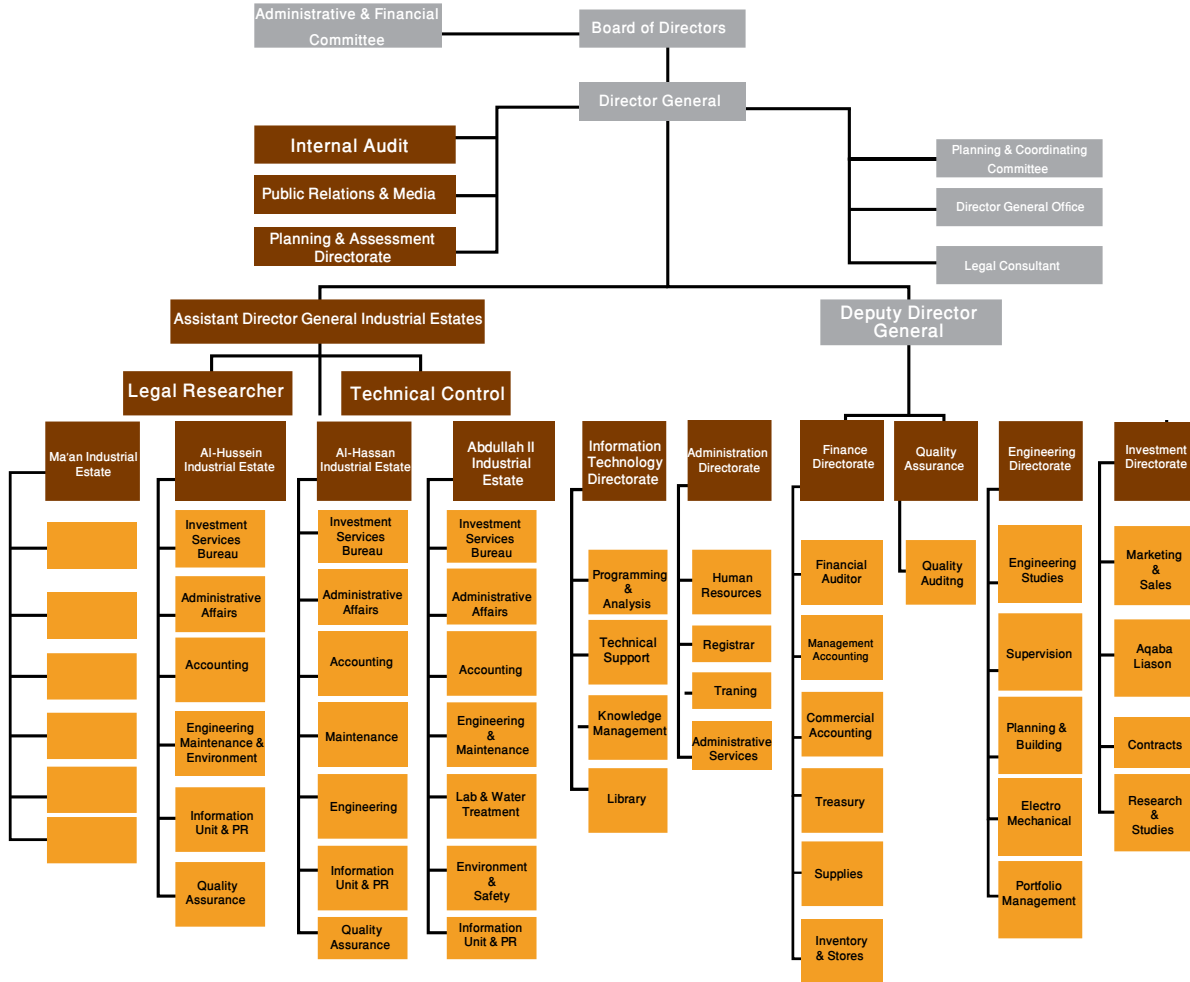 Administrative & Financial
Committee
Board of Directors
Director General
Internal Audit
Public Relations & Media
Planning & Assessment
Directorate
Planning & Coordinating
Committee
Director General Office
Legal Consultant
Assistant Director General Industrial Estates
Deputy Director
General
Legal Researcher
Technical Control
Ma'an Industrial
Estate
Al-Hussein
Industrial Estate
Investment
Services
Bureau
Administrative
Affairs
Accounting
Engineering
Maintenance &
Environment
Information
Unit & PR
Quality
Assurance
Al-Hassan
Industrial Estate
Investment
Services
Bureau
Administrative
Affairs
Accounting
Maintenance
Engineering
Information
Unit & PR
Quality
Assurance
Abdullah II
Industrial
Estate
Investment
Services
Bureau
Administrative
Affairs
Accounting
Engineering
&
Maintenance
Lab & Water
Treatment
Environment
&
Safety
Information
Unit & PR
Information
Technology
Directorate
Programming
&
Analysis
Technical
Support
Knowledge
Management
Library
Administration
Directorate
Human
Resources
Registrar
Traning
Administrative
Services
Finance
Directorate
Financial
Auditor
Management
Accounting
Commercial
Accounting
Treasury
Supplies
Inventory
& Stores
Quality
Assurance
Quality
Auditng
Engineering
Directorate
Engineering
Studies
Supervision
Planning &
Building
Electro
Mechanical
Portfolio
Management
Investment
Directorate
Marketing
&
Sales
Aqaba
Liason
Contracts
Research
&
Studies